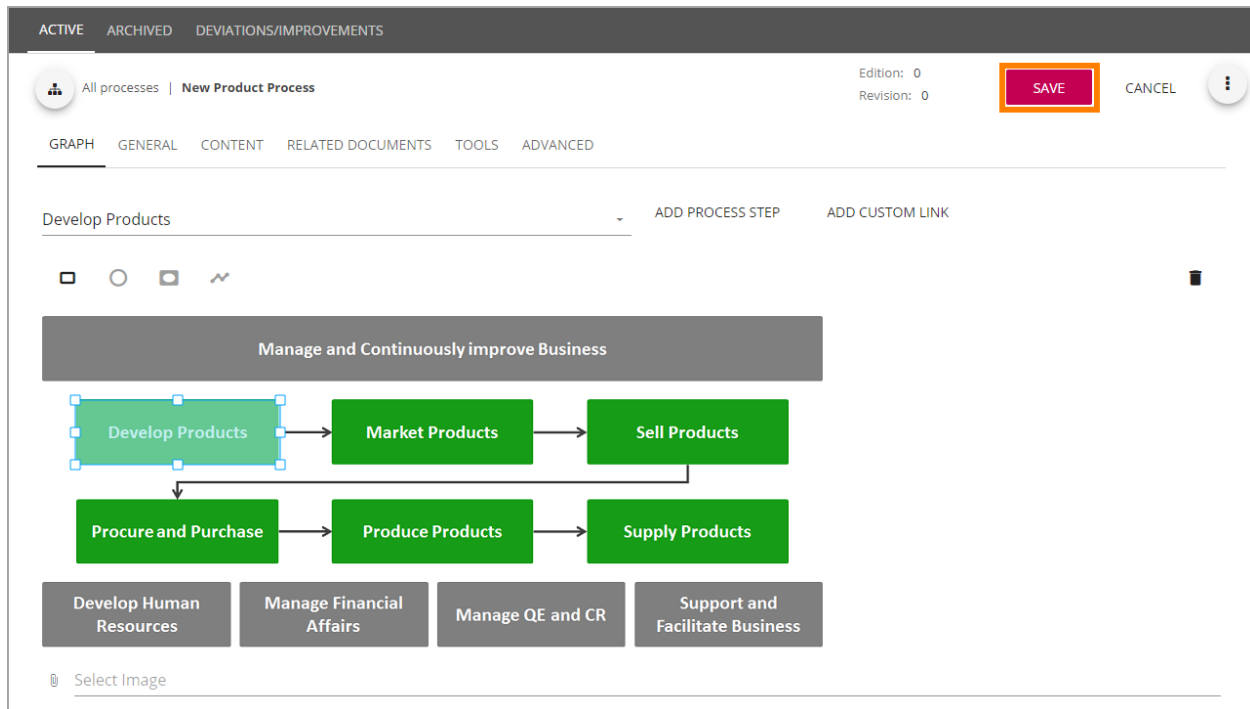 ACTIVE ARCHIVED DEVIATIONS/IMPROVEMENTS
All processes | New Product Process
Edition: 0
Revision: 0
SAVE
CANCEL
GRAPH GENERAL CONTENT RELATED DOCUMENTS TOOLS ADVANCED
Develop Products
ADD PROCESS STEP
ADD CUSTOM LINK
Manage and Continuously improve Business
Develop Products
Market Products
Sell Products
Procure and Purchase
Produce Products
Supply Products
Develop Human
Resources
Manage Financial
Affairs
Manage QE and CR
Support and
Facilitate Business
Select Image